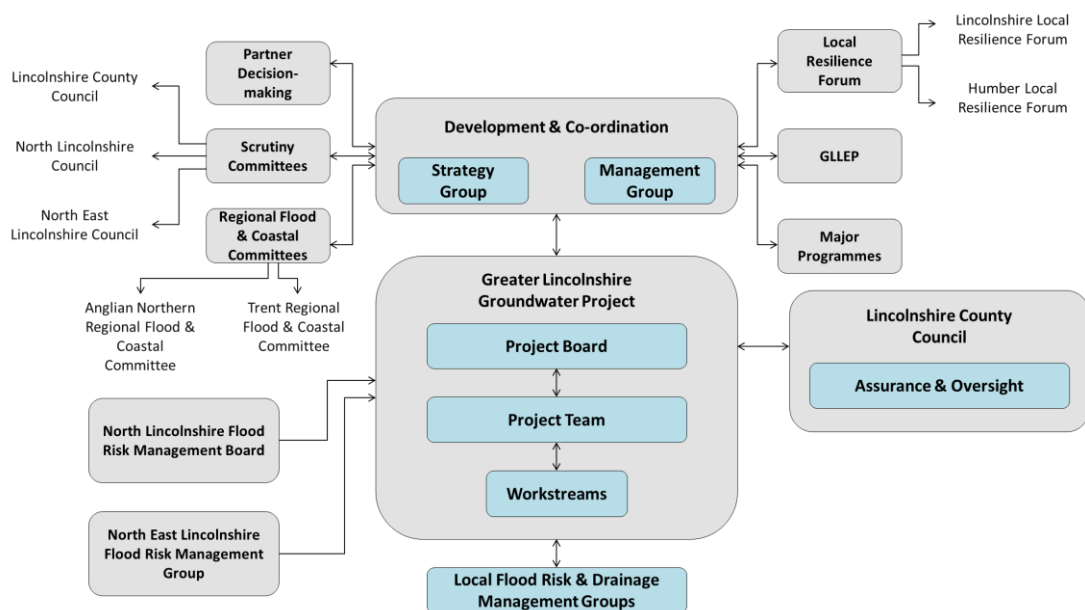 Partner
Decision-
making
Lincolnshire County
Council
North Lincolnshire
Council
Scrutiny
Committees
North East
Lincolnshire Council
Regional Flood
& Coastal
Committees
Anglian Northern
Regional Flood &
Coastal
Committee
Trent Regional
Flood & Coastal
Committee
Development & Co-ordination
Strategy
Group
Management
Group
Local
Resilience
Forum
Lincolnshire Local
Resilience Forum
Humber Local
Resilience Forum
GLLEP
Major
Programmes
Greater Lincolnshire
Groundwater Project
Project Board
Project Team
Workstreams
Lincolnshire County
Council
Assurance & Oversight
North Lincolnshire Flood
Risk Management Board
North East Lincolnshire
Flood Risk Management
Group
Local Flood Risk & Drainage
Management Groups